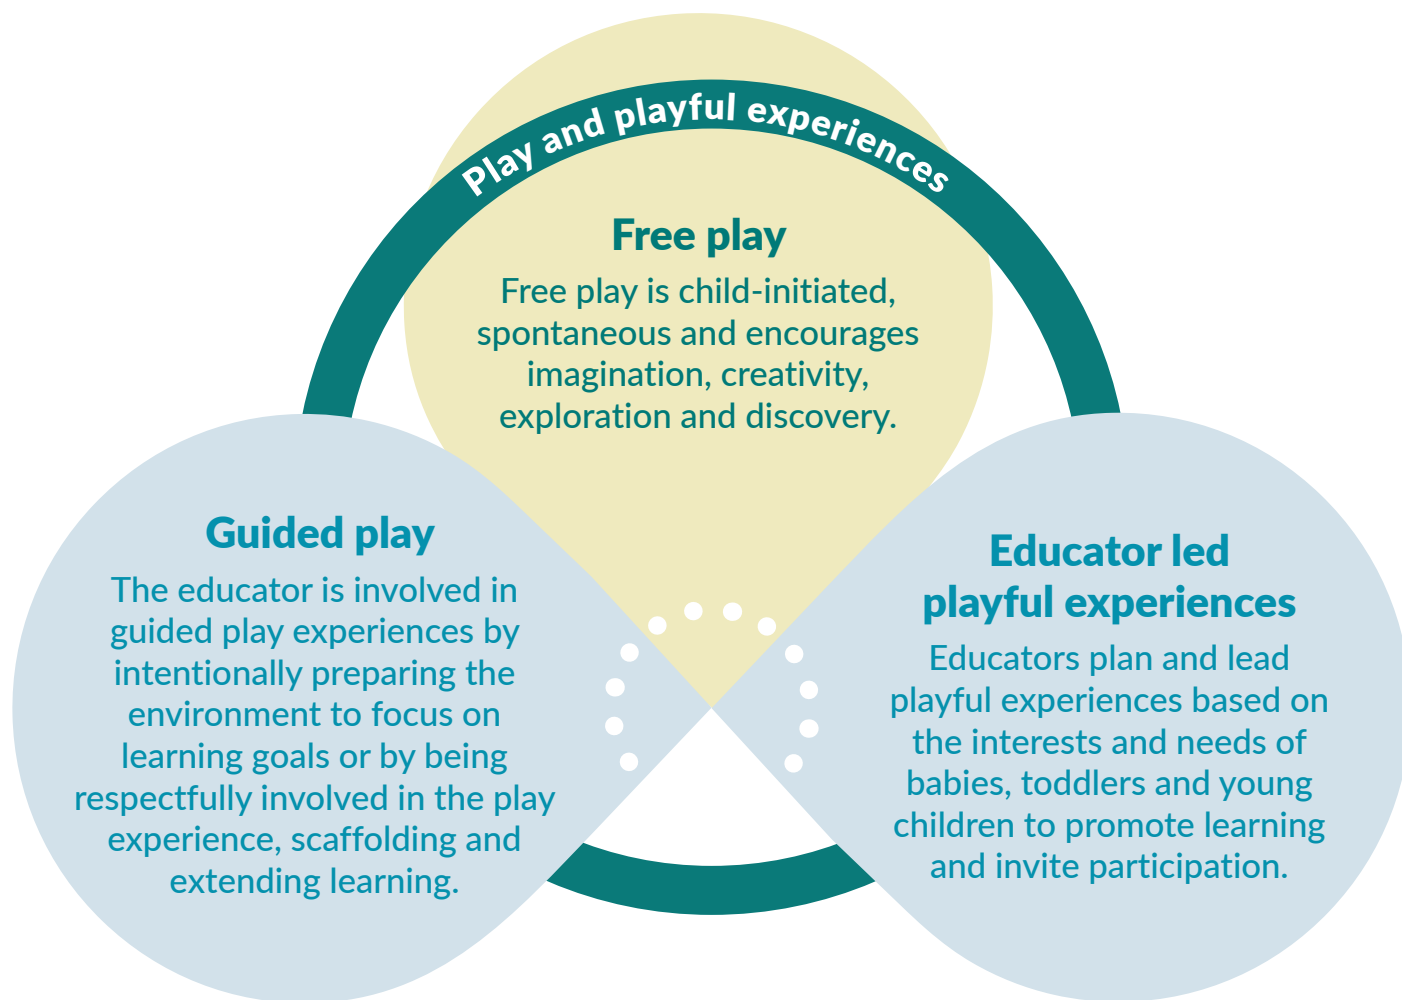 Play and playful experiences
Free play
Free play is child-initiated,
spontaneous and encourages
imagination, creativity,
exploration and discovery.
Guided play
The educator is involved in
guided play experiences by
intentionally preparing the
environment to focus on
learning goals or by being
respectfully involved in the play
experience, scaffolding and
extending learning.
Educator led
playful experiences
Educators plan and lead
playful experiences based on
the interests and needs of
babies, toddlers and young
children to promote learning
and invite participation.